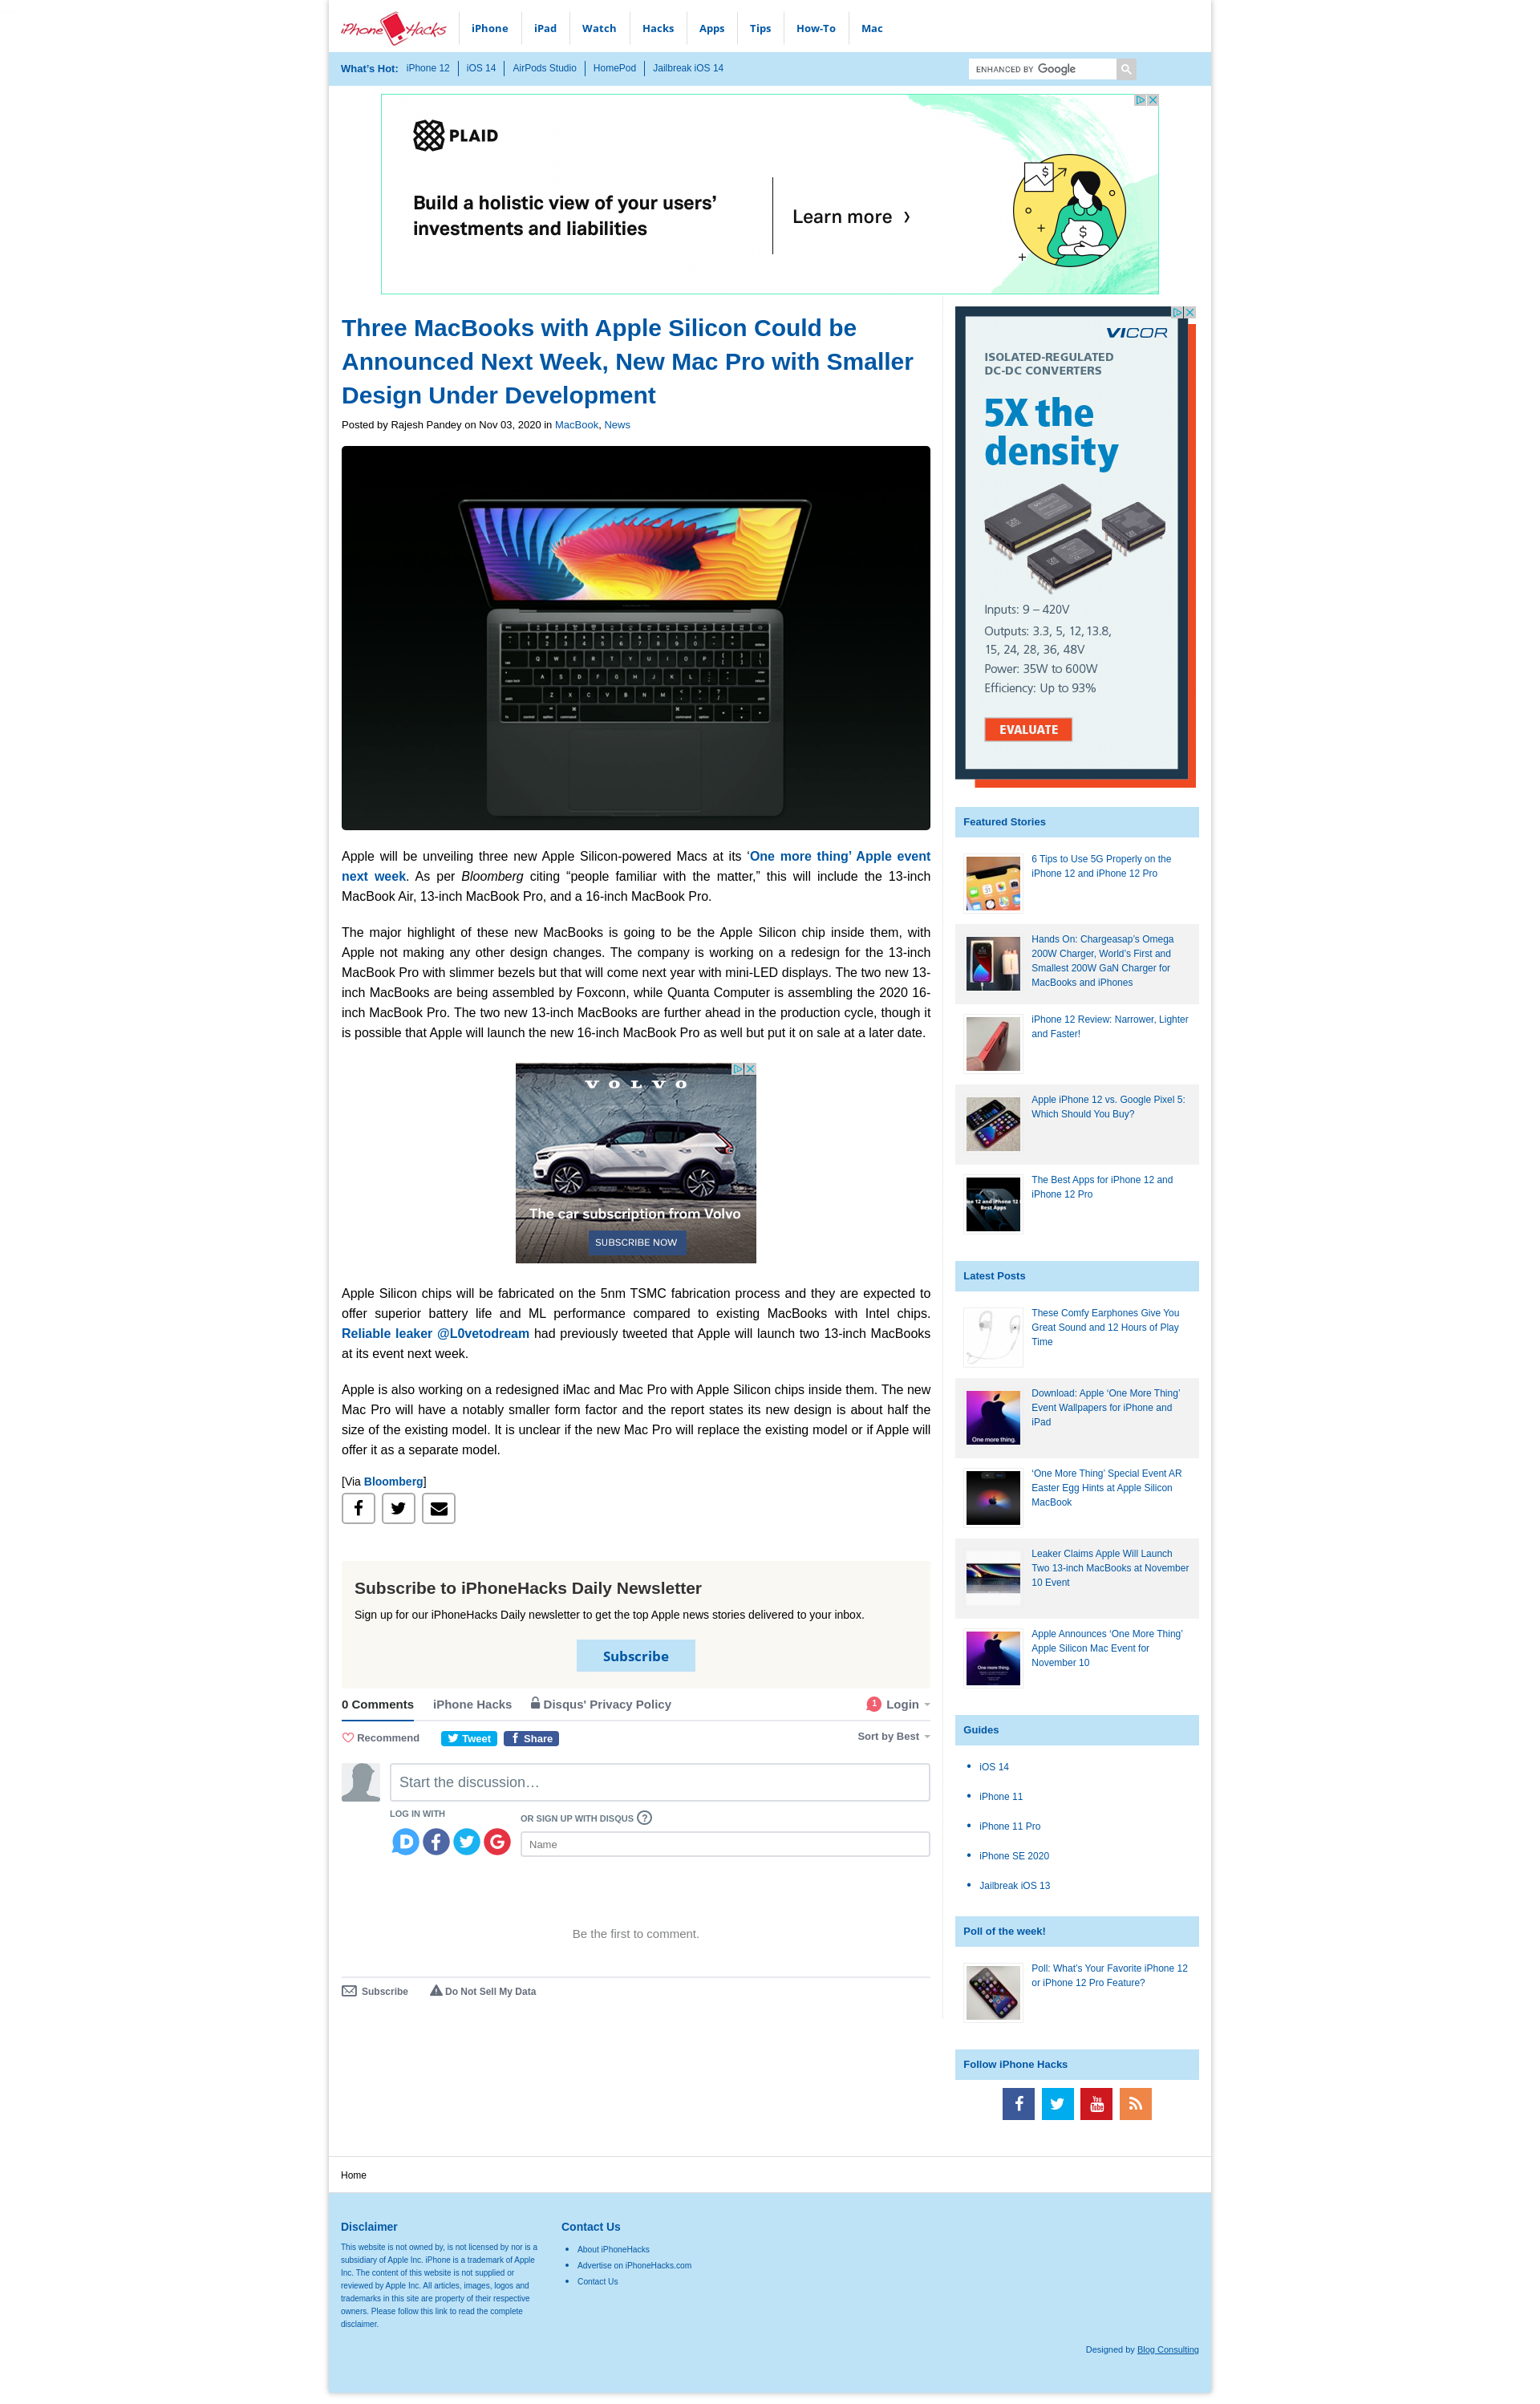 iPhone Hacks
iPhone
iPad
Watch
Hacks
Apps
Tips
How-To
Mac
What's Hot:
iPhone 12
iOS 14
AirPods Studio
HomePod
Jailbreak iOS 14
ENHANCED BY Google
PLAID
Build a holistic view of your users'
investments and liabilities
Learn more ›
Three MacBooks with Apple Silicon Could be
Announced Next Week, New Mac Pro with Smaller
Design Under Development
Posted by Rajesh Pandey on Nov 03, 2020 in MacBook, News
Apple will be unveiling three new Apple Silicon-powered Macs at its ‘One more thing’ Apple event
next week. As per Bloomberg citing “people familiar with the matter,” this will include the 13-inch
MacBook Air, 13-inch MacBook Pro, and a 16-inch MacBook Pro.
The major highlight of these new MacBooks is going to be the Apple Silicon chip inside them, with
Apple not making any other design changes. The company is working on a redesign for the 13-inch
MacBook Pro with slimmer bezels but that will come next year with mini-LED displays. The two new 13-
inch MacBooks are being assembled by Foxconn, while Quanta Computer is assembling the 2020 16-
inch MacBook Pro. The two new 13-inch MacBooks are further ahead in the production cycle, though it
is possible that Apple will launch the new 16-inch MacBook Pro as well but put it on sale at a later date.
VOLVO
The car subscription from Volvo
SUBSCRIBE NOW
Apple Silicon chips will be fabricated on the 5nm TSMC fabrication process and they are expected to
offer superior battery life and ML performance compared to existing MacBooks with Intel chips.
Reliable leaker @L0vetodream had previously tweeted that Apple will launch two 13-inch MacBooks
at its event next week.
Apple is also working on a redesigned iMac and Mac Pro with Apple Silicon chips inside them. The new
Mac Pro will have a notably smaller form factor and the report states its new design is about half the
size of the existing model. It is unclear if the new Mac Pro will replace the existing model or if Apple will
offer it as a separate model.
[Via Bloomberg]
Subscribe to iPhoneHacks Daily Newsletter
Sign up for our iPhoneHacks Daily newsletter to get the top Apple news stories delivered to your inbox.
Subscribe
0 Comments
iPhone Hacks
Disqus' Privacy Policy
1
Login
Recommend
Tweet
Share
Sort by Best
Start the discussion…
LOG IN WITH
OR SIGN UP WITH DISQUS ?
Name
Be the first to comment.
Subscribe
Do Not Sell My Data
VICOR
ISOLATED-REGULATED
DC-DC CONVERTERS
5X the
density
Inputs: 9 – 420V
Outputs: 3.3, 5, 12, 13.8,
15, 24, 28, 36, 48V
Power: 35W to 600W
Efficiency: Up to 93%
EVALUATE
Featured Stories
6 Tips to Use 5G Properly on the
iPhone 12 and iPhone 12 Pro
Hands On: Chargeasap’s Omega
200W Charger, World’s First and
Smallest 200W GaN Charger for
MacBooks and iPhones
iPhone 12 Review: Narrower, Lighter
and Faster!
Apple iPhone 12 vs. Google Pixel 5:
Which Should You Buy?
The Best Apps for iPhone 12 and
iPhone 12 Pro
Best Apps
Latest Posts
These Comfy Earphones Give You
Great Sound and 12 Hours of Play
Time
Download: Apple ‘One More Thing’
Event Wallpapers for iPhone and
iPad
One more thing.
‘One More Thing’ Special Event AR
Easter Egg Hints at Apple Silicon
MacBook
Leaker Claims Apple Will Launch
Two 13-inch MacBooks at November
10 Event
Apple Announces ‘One More Thing’
Apple Silicon Mac Event for
November 10
One more thing.
Guides
iOS 14
iPhone 11
iPhone 11 Pro
iPhone SE 2020
Jailbreak iOS 13
Poll of the week!
Poll: What’s Your Favorite iPhone 12
or iPhone 12 Pro Feature?
Follow iPhone Hacks
You
Tube
Home
Disclaimer
This website is not owned by, is not licensed by nor is a
subsidiary of Apple Inc. iPhone is a trademark of Apple
Inc. The content of this website is not supplied or
reviewed by Apple Inc. All articles, images, logos and
trademarks in this site are property of their respective
owners. Please follow this link to read the complete
disclaimer.
Contact Us
About iPhoneHacks
Advertise on iPhoneHacks.com
Contact Us
Designed by Blog Consulting